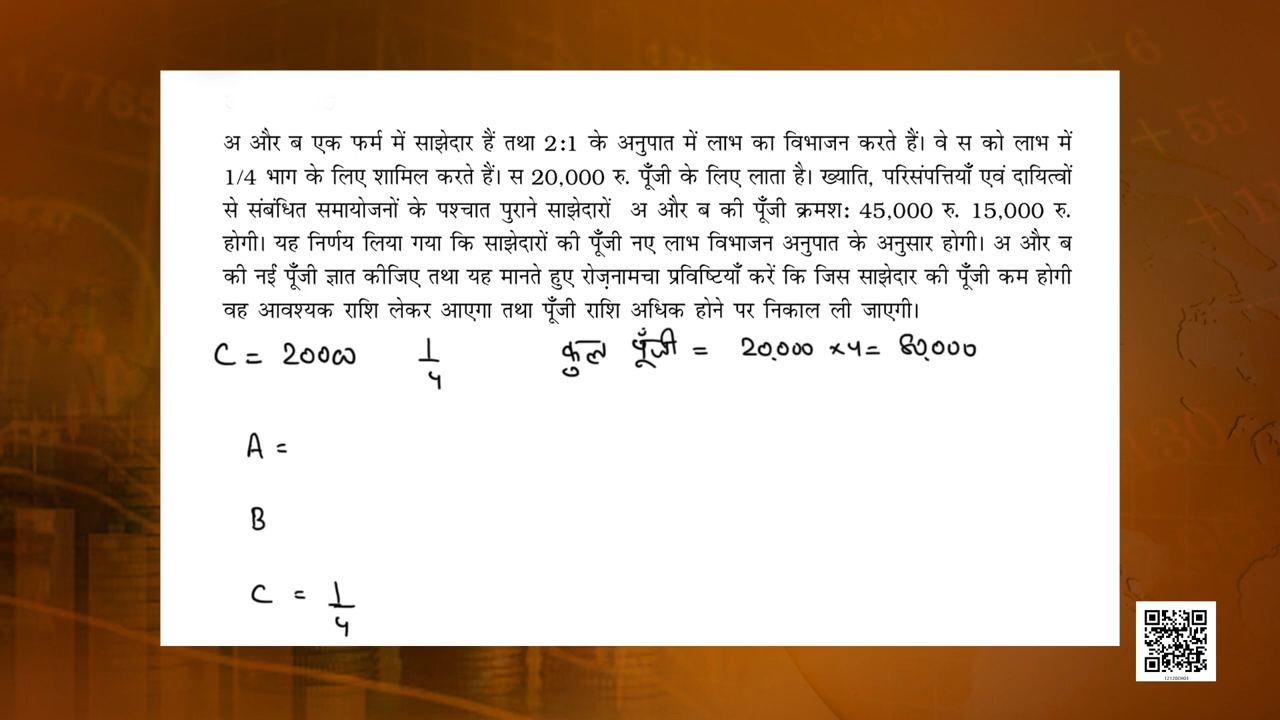 अ और ब एक फर्म में साझेदार हैं तथा 2:1 के अनुपात में लाभ का विभाजन करते हैं। वे स को लाभ में
1/4 भाग के लिए शामिल करते हैं। स 20,000 रु. पूँजी के लिए लाता है। ख्याति, परिसंपत्तियाँ एवं दायित्वों
से संबंधित समायोजनों के पश्चात पुराने साझेदारों अ और ब की पूँजी क्रमश: 45,000 रु. 15,000 रु.
होगी। यह निर्णय लिया गया कि साझेदारों की पूँजी नए लाभ विभाजन अनुपात के अनुसार होगी। अ और ब
की नई पूँजी ज्ञात कीजिए तथा यह मानते हुए रोज़नामचा प्रविष्टियाँ करें कि जिस साझेदार की पूँजी कम होगी
वह आवश्यक राशि लेकर आएगा तथा पूँजी राशि अधिक होने पर निकाल ली जाएगी।
C = 20000 1/4 कुल पूँजी = 20,000 × 4 = 80,000
A =
B
C = 1/4
12120CH03